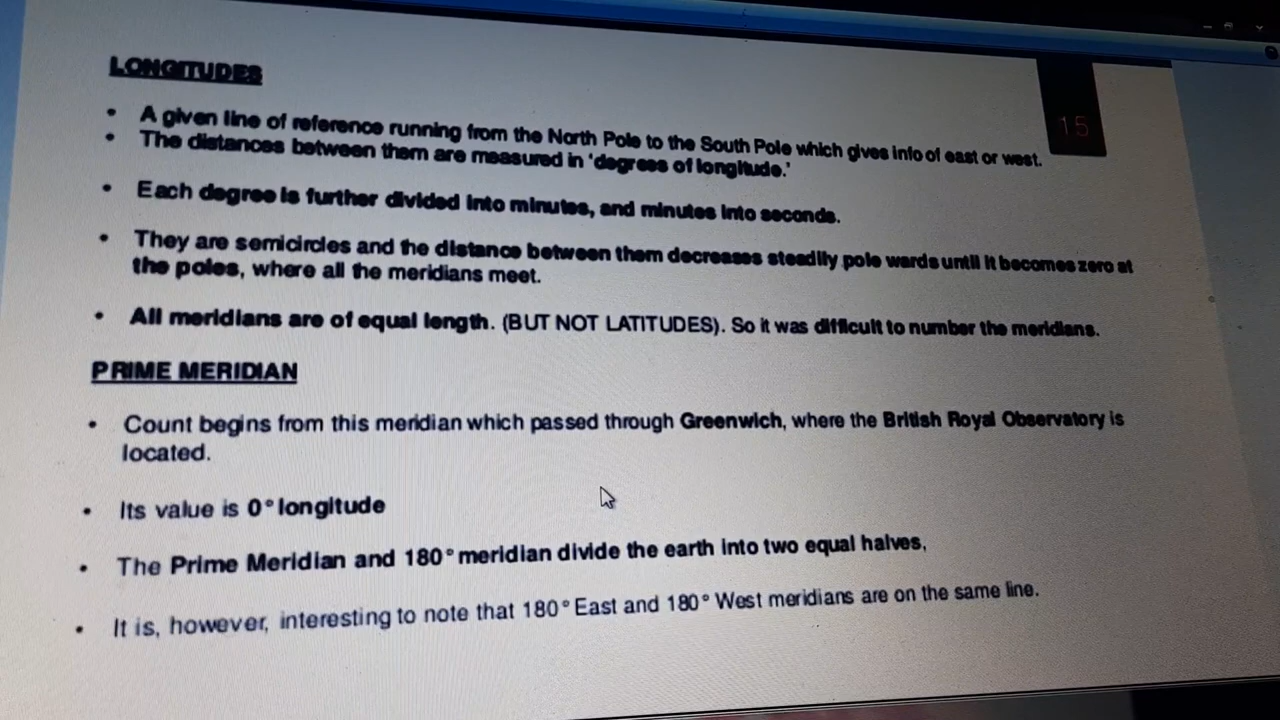 LONGITUDES
15
• A given line of reference running from the North Pole to the South Pole which gives info of east or west.
• The distances between them are measured in 'degrees of longitude.'
• Each degree is further divided into minutes, and minutes into seconds.
• They are semicircles and the distance between them decreases steadily pole wards until it becomes zero at
the poles, where all the meridians meet.
• All meridians are of equal length. (BUT NOT LATITUDES). So it was difficult to number the meridians.
PRIME MERIDIAN
• Count begins from this meridian which passed through Greenwich, where the British Royal Observatory is
located.
• Its value is 0° longitude
• The Prime Meridian and 180° meridian divide the earth into two equal halves,
• It is, however, interesting to note that 180° East and 180° West meridians are on the same line.